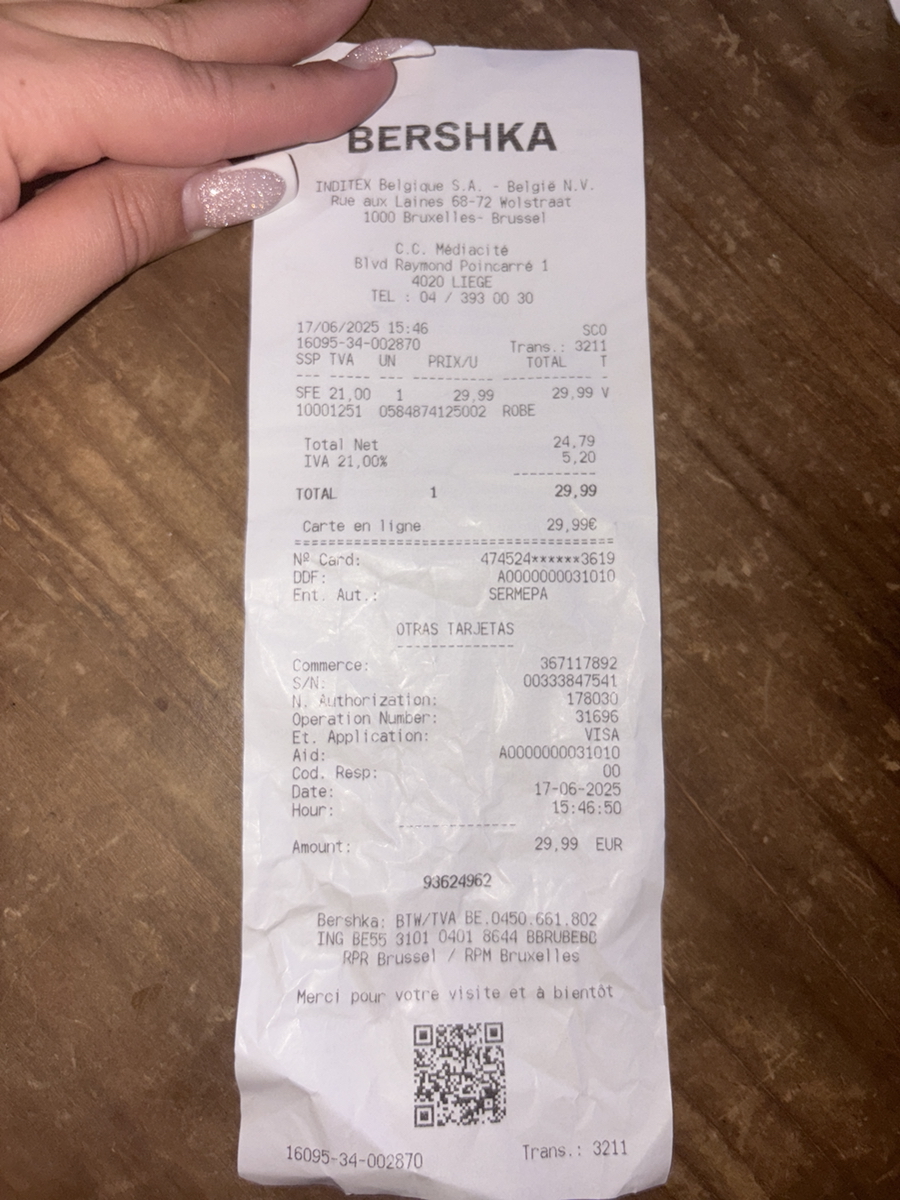 BERSHKA
INDITEX Belgique S.A. - België N.V.
Rue aux Laines 68-72 Wolstraat
1000 Bruxelles- Brussel
C.C. Médiacité
Blvd Raymond Poincarré 1
4020 LIEGE
TEL : 04 / 393 00 30
17/06/2025 15:46 SCO
16095-34-002870 Trans.: 3211
SSP TVA UN PRIX/U TOTAL T
--- ----- --- ---------- ---------- -
SFE 21,00 1 29,99 29,99 V
10001251 0584874125002 ROBE
Total Net 24,79
IVA 21,00% 5,20
----------
TOTAL 1 29,99
Carte en ligne 29,99€
======================================
Nº Card: 474524******3619
DDF: A0000000031010
Ent. Aut.: SERMEPA
OTRAS TARJETAS
--------------
Commerce: 367117892
S/N: 00333847541
N. Authorization: 178030
Operation Number: 31696
Et. Application: VISA
Aid: A0000000031010
Cod. Resp: 00
Date: 17-06-2025
Hour: 15:46:50
--------------
Amount: 29,99 EUR
93624962
Bershka: BTW/TVA BE.0450.661.802
ING BE55 3101 0401 8644 BBRUBEBB
RPR Brussel / RPM Bruxelles
Merci pour votre visite et à bientôt
16095-34-002870 Trans.: 3211